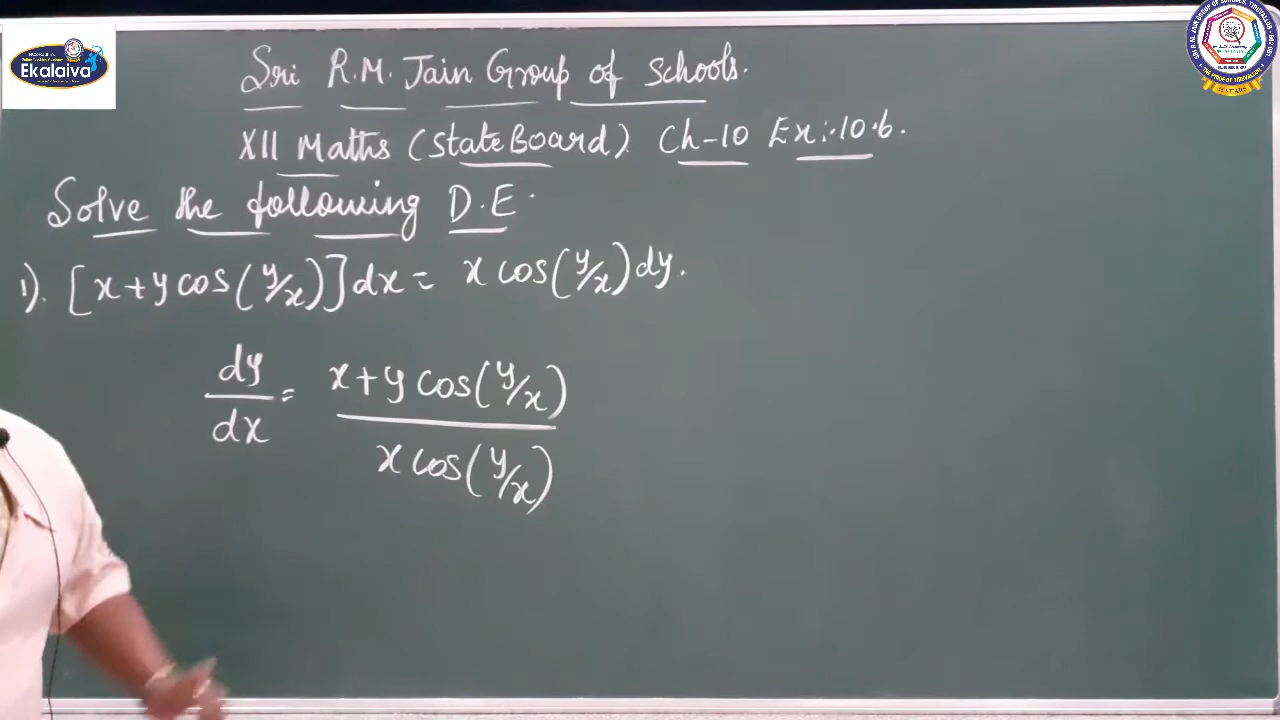 Ekalaiva
Sri R.M. Jain Group of schools.
XII Maths (State Board) Ch-10 Ex:-10.6.
Solve the following D.E.
1). [x+y cos(y/x)]dx = x cos(y/x)dy.
dy/dx = x+y cos(y/x) / x cos(y/x)